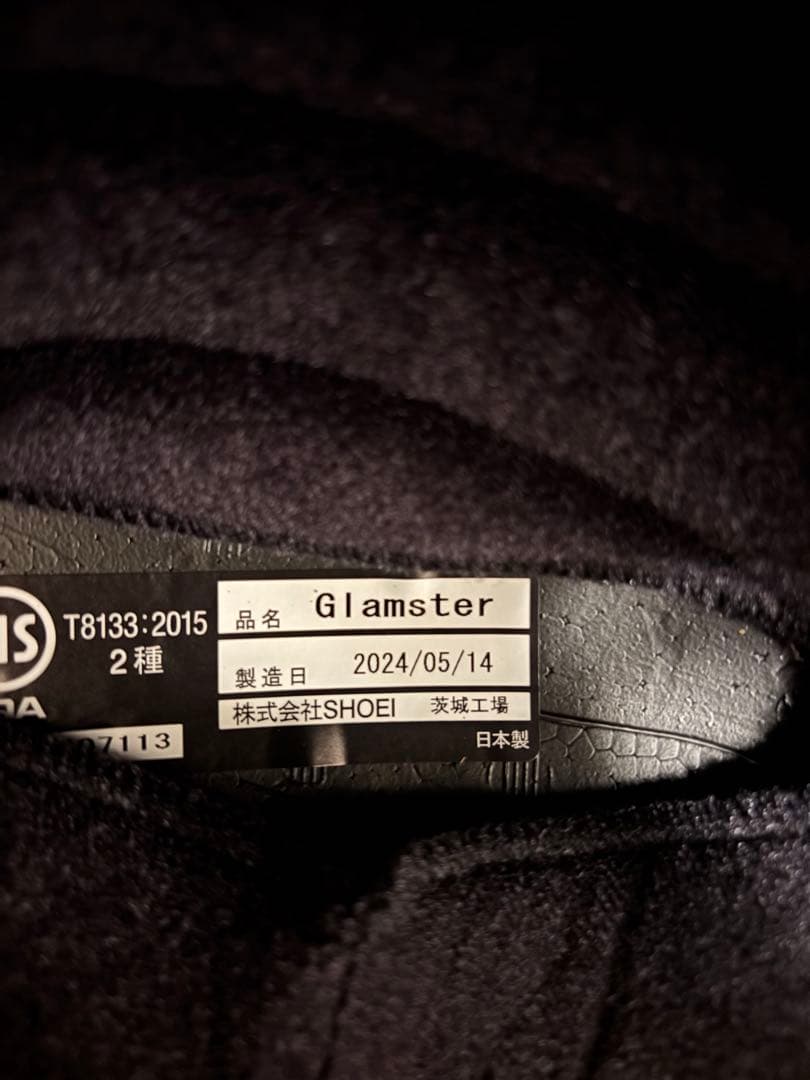 T8133:2015
2種
品名 Glamster
製造日 2024/05/14
株式会社SHOEI 茨城工場
日本製
7113